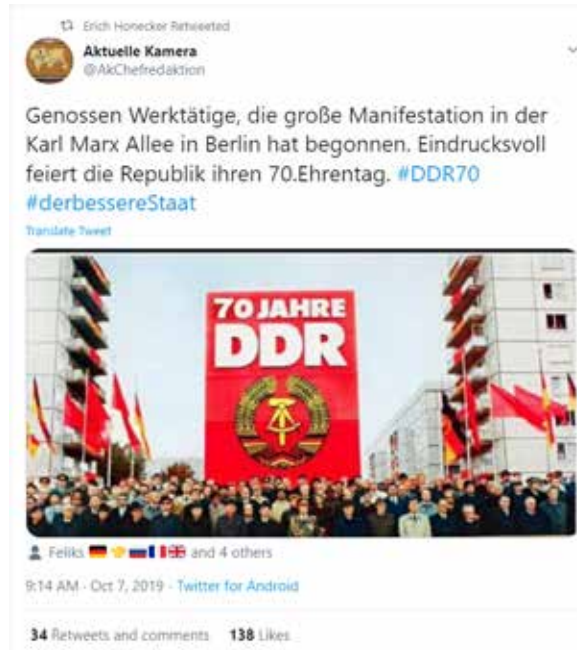 Erich Honecker Retweeted
Aktuelle Kamera
@AkChefredaktion
Genossen Werktätige, die große Manifestation in der
Karl Marx Allee in Berlin hat begonnen. Eindrucksvoll
feiert die Republik ihren 70.Ehrentag. #DDR70
#derbessereStaat
Translate Tweet
70 JAHRE
DDR
Feliks 🇩🇪🤝🇷🇺🇫🇷🇬🇧 and 4 others
9:14 AM · Oct 7, 2019 · Twitter for Android
34 Retweets and comments 138 Likes